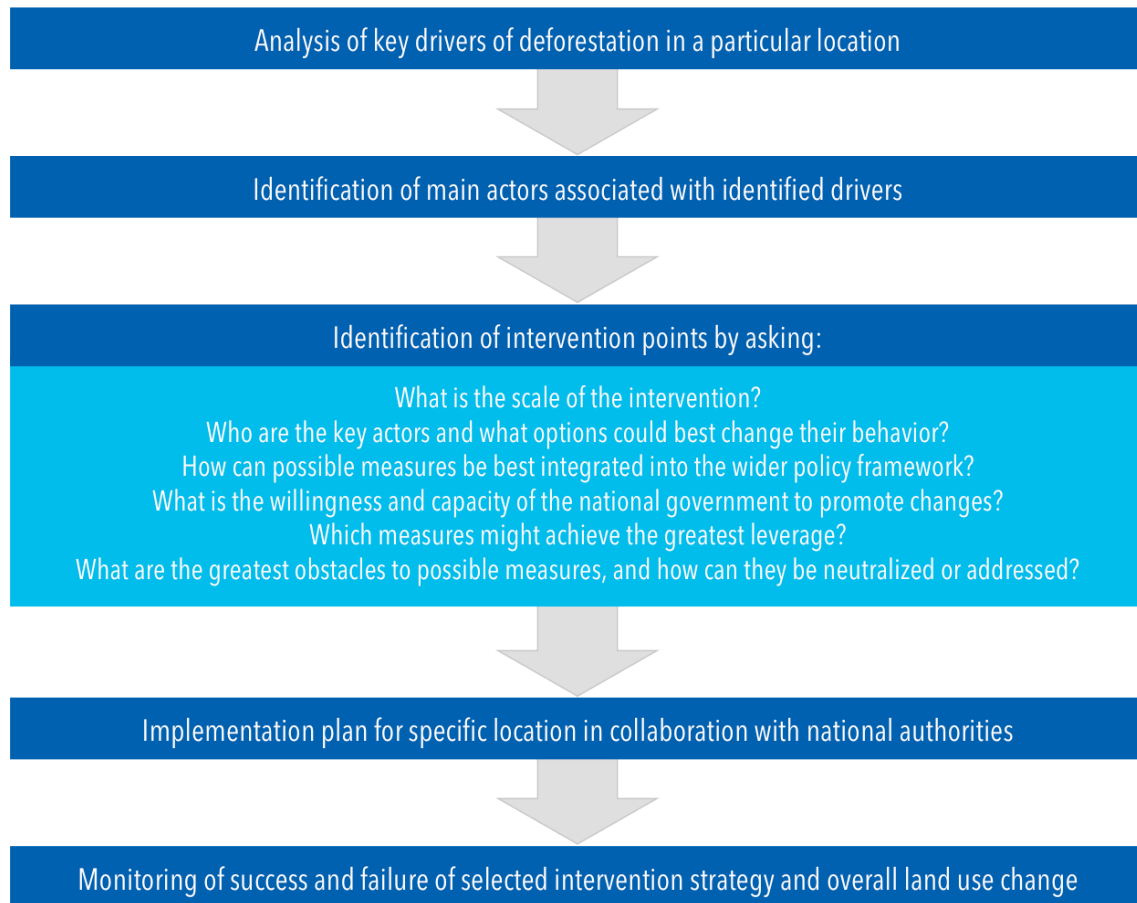 Analysis of key drivers of deforestation in a particular location
Identification of main actors associated with identified drivers
Identification of intervention points by asking:
What is the scale of the intervention?
Who are the key actors and what options could best change their behavior?
How can possible measures be best integrated into the wider policy framework?
What is the willingness and capacity of the national government to promote changes?
Which measures might achieve the greatest leverage?
What are the greatest obstacles to possible measures, and how can they be neutralized or addressed?
Implementation plan for specific location in collaboration with national authorities
Monitoring of success and failure of selected intervention strategy and overall land use change